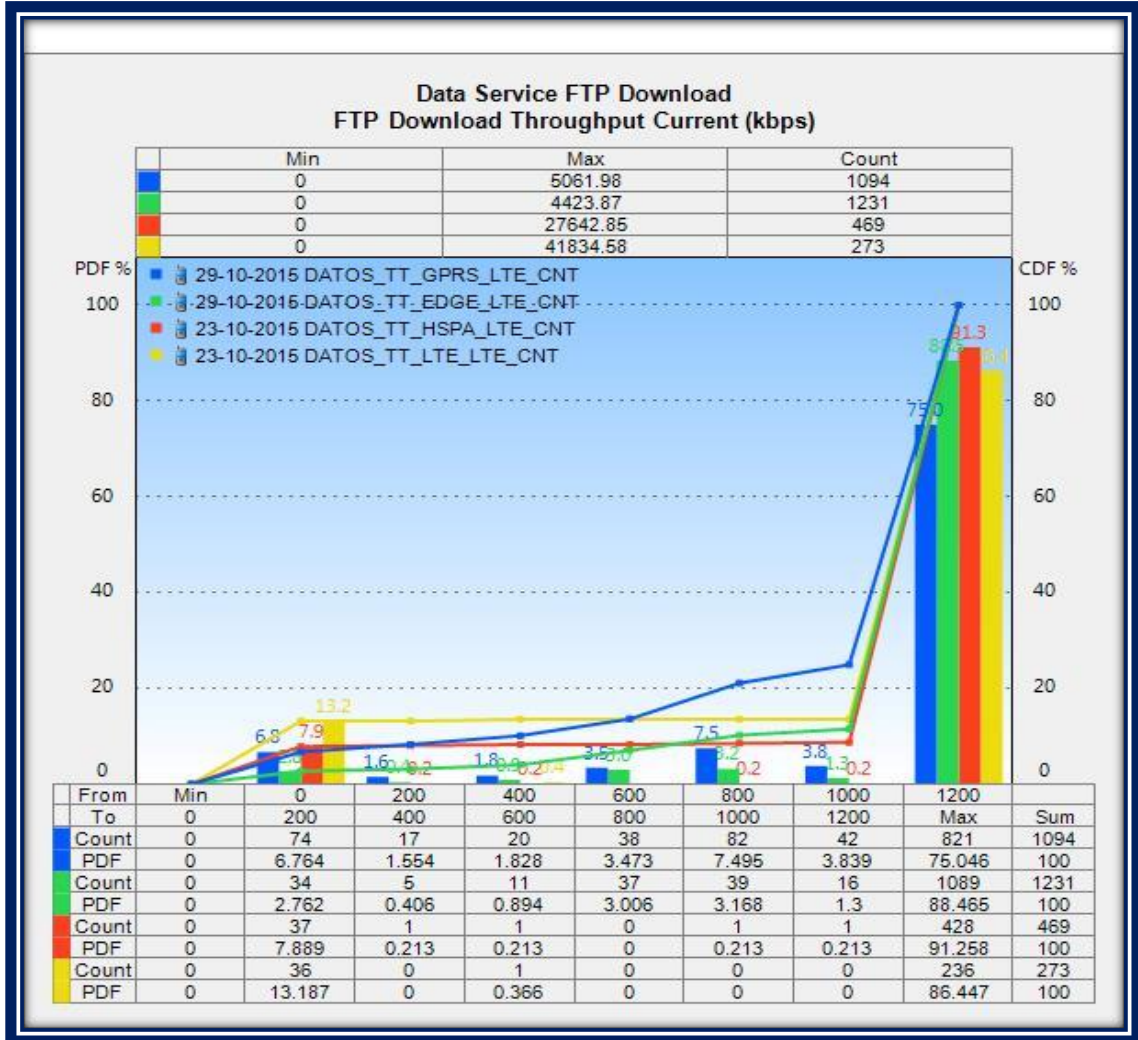 Data Service FTP Download
FTP Download Throughput Current (kbps)
Min Max Count
0 5061.98 1094
0 4423.87 1231
0 27642.85 469
0 41834.58 273
PDF % CDF %
29-10-2015 DATOS_TT_GPRS_LTE_CNT
29-10-2015 DATOS_TT_EDGE_LTE_CNT
23-10-2015 DATOS_TT_HSPA_LTE_CNT
23-10-2015 DATOS_TT_LTE_LTE_CNT
100 100
91.3
80 80
75.0
60 60
40 40
20 20
13.2
6.8 7.9
7.5
1.6 0.2 1.8 0.2 0.4 3.5 3.0 3.2 0.2 3.8 1.3 0.2
0 0
From Min 0 200 400 600 800 1000 1200
To 0 200 400 600 800 1000 1200 Max Sum
Count 0 74 17 20 38 82 42 821 1094
PDF 0 6.764 1.554 1.828 3.473 7.495 3.839 75.046 100
Count 0 34 5 11 37 39 16 1089 1231
PDF 0 2.762 0.406 0.894 3.006 3.168 1.3 88.465 100
Count 0 37 1 1 0 1 1 428 469
PDF 0 7.889 0.213 0.213 0 0.213 0.213 91.258 100
Count 0 36 0 1 0 0 0 236 273
PDF 0 13.187 0 0.366 0 0 0 86.447 100